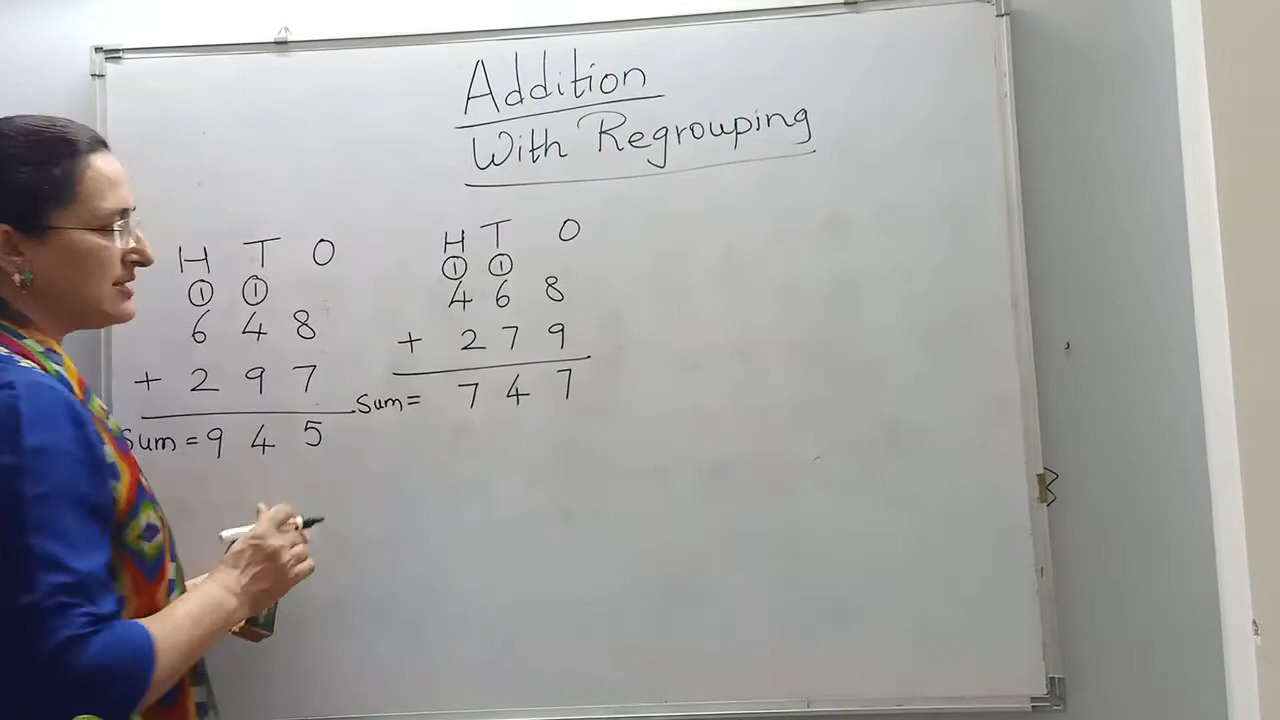 Addition
With Regrouping
H T O
① ①
6 4 8
+ 2 9 7
Sum = 9 4 5
H T O
① ①
4 6 8
+ 2 7 9
Sum = 7 4 7